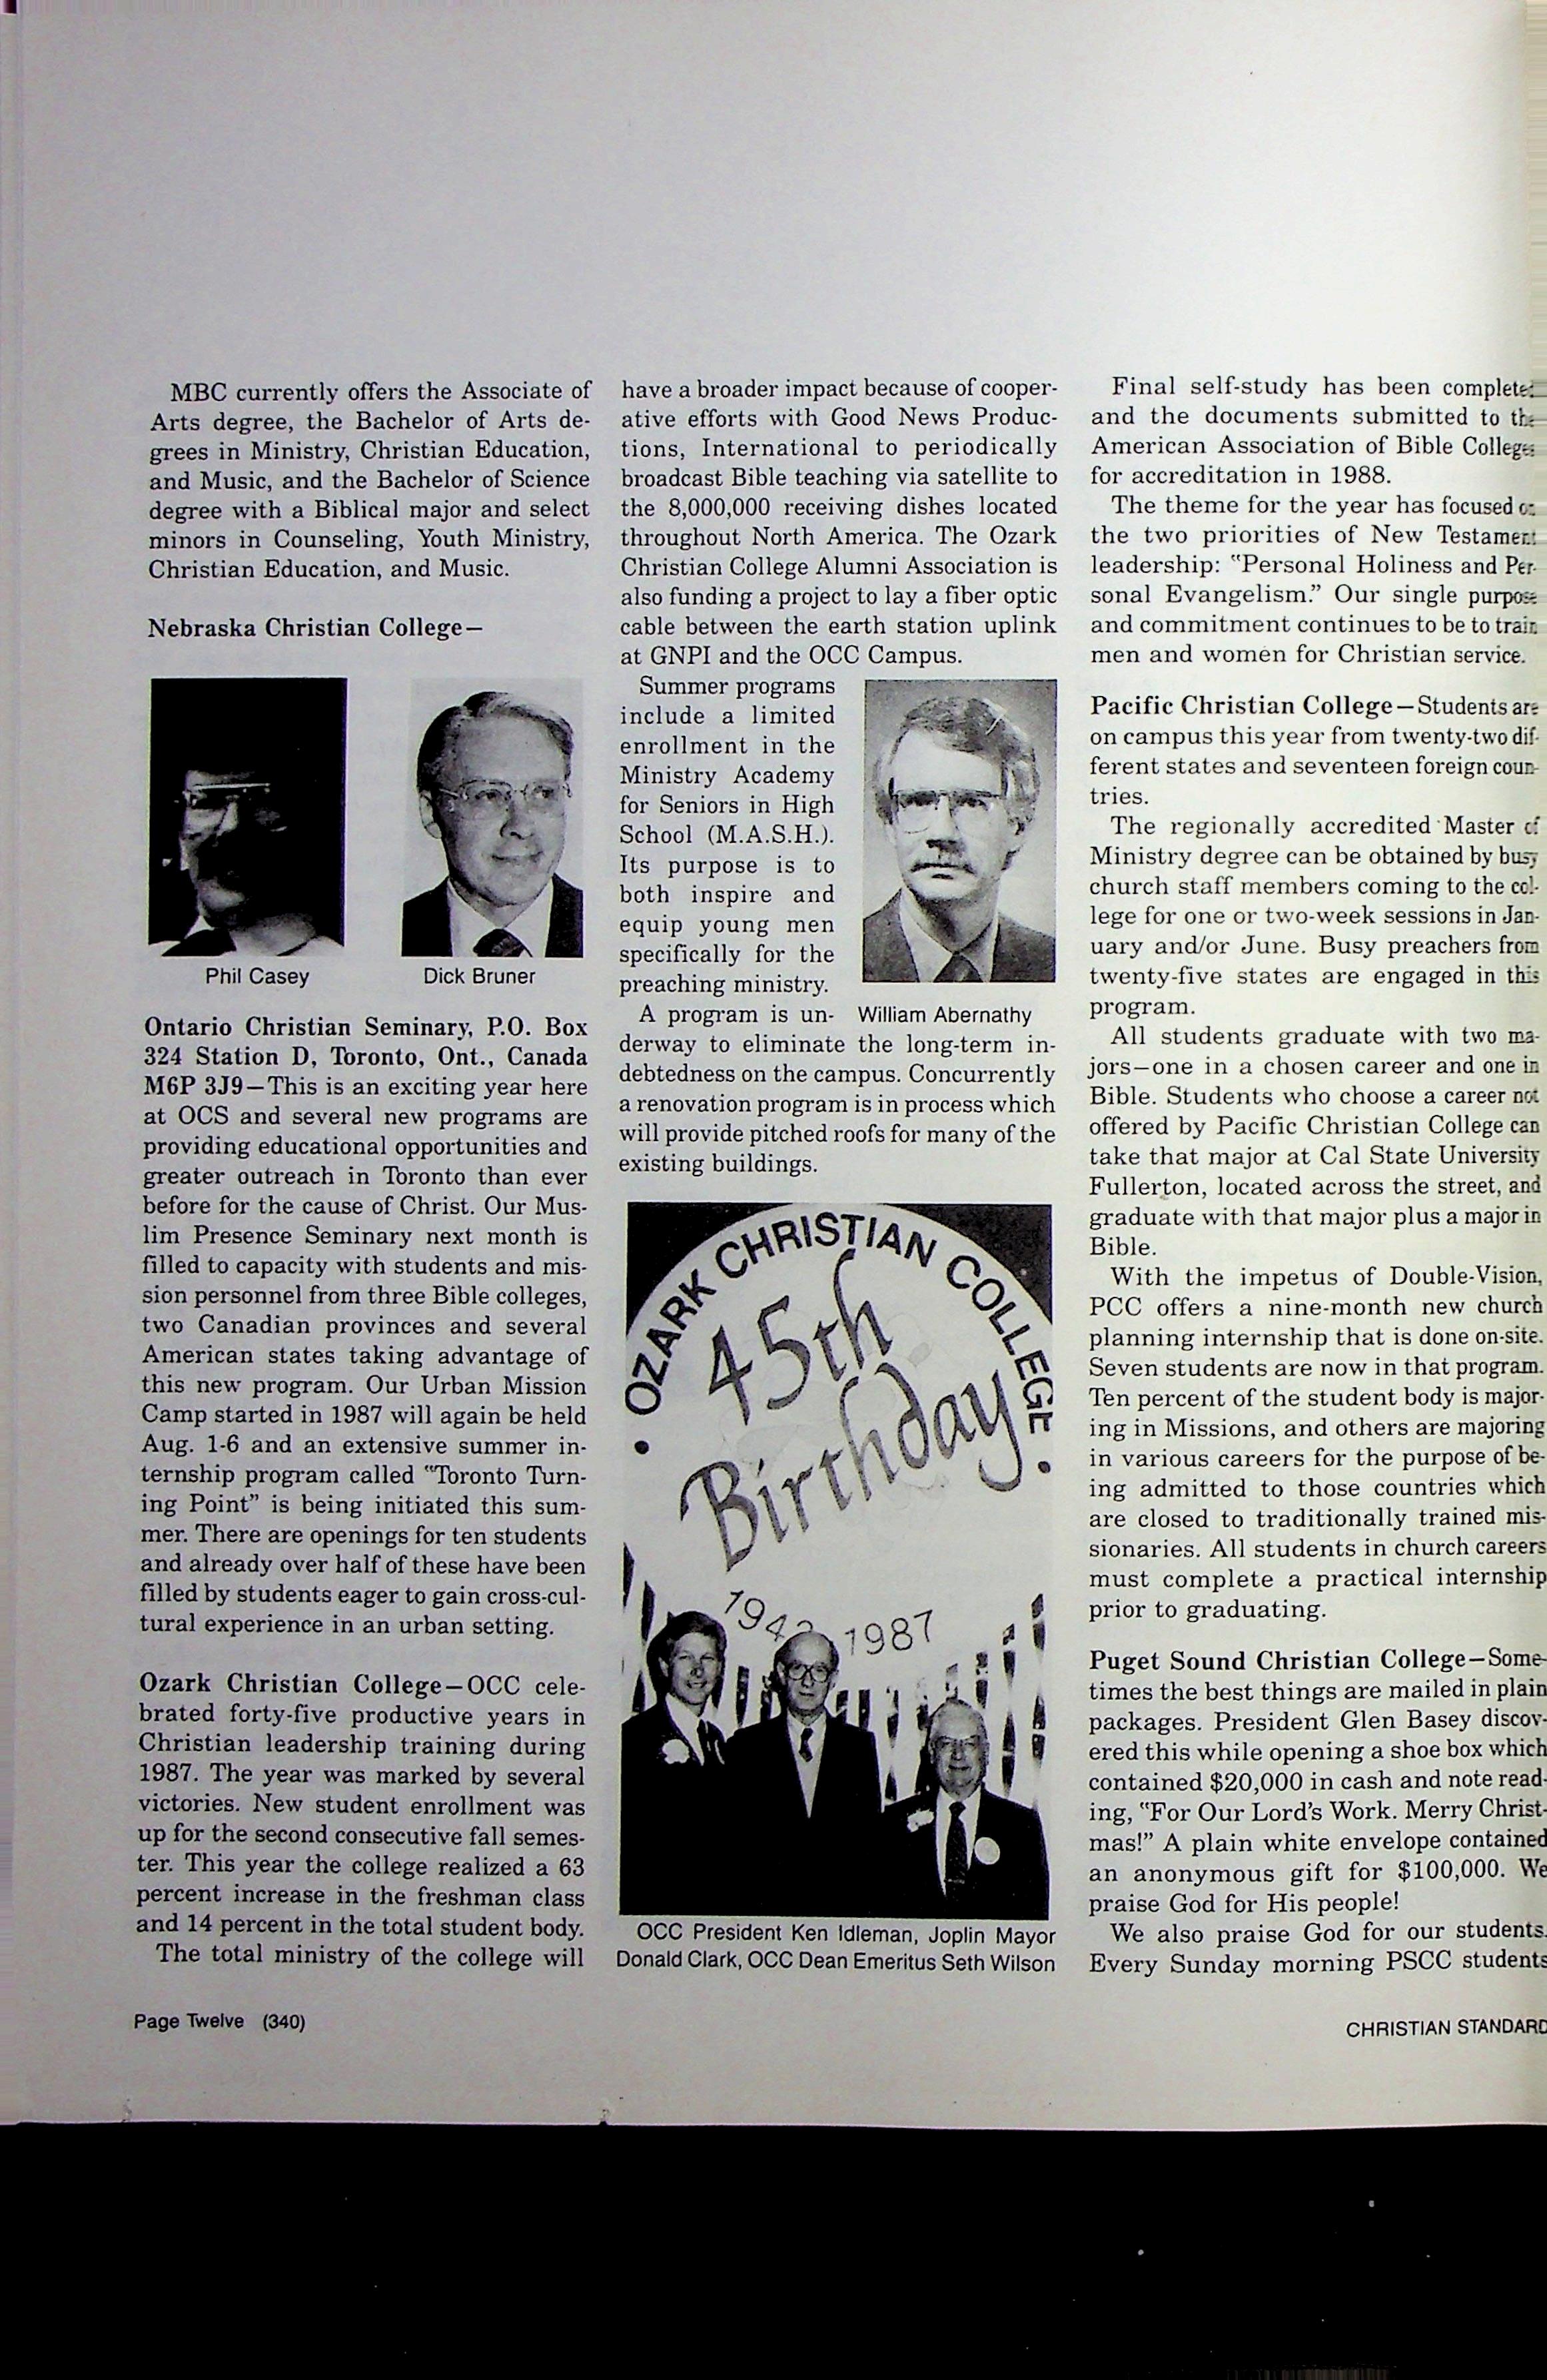 MBC currently offers the Associate of
Arts degree, the Bachelor of Arts de-
grees in Ministry, Christian Education,
and Music, and the Bachelor of Science
degree with a Biblical major and select
minors in Counseling, Youth Ministry,
Christian Education, and Music.
Nebraska Christian College—
Phil Casey
Dick Bruner
Ontario Christian Seminary, P.O. Box
324 Station D, Toronto, Ont., Canada
M6P 3J9—This is an exciting year here
at OCS and several new programs are
providing educational opportunities and
greater outreach in Toronto than ever
before for the cause of Christ. Our Mus-
lim Presence Seminary next month is
filled to capacity with students and mis-
sion personnel from three Bible colleges,
two Canadian provinces and several
American states taking advantage of
this new program. Our Urban Mission
Camp started in 1987 will again be held
Aug. 1-6 and an extensive summer in-
ternship program called "Toronto Turn-
ing Point" is being initiated this sum-
mer. There are openings for ten students
and already over half of these have been
filled by students eager to gain cross-cul-
tural experience in an urban setting.
Ozark Christian College—OCC cele-
brated forty-five productive years in
Christian leadership training during
1987. The year was marked by several
victories. New student enrollment was
up for the second consecutive fall semes-
ter. This year the college realized a 63
percent increase in the freshman class
and 14 percent in the total student body.
The total ministry of the college will
have a broader impact because of cooper-
ative efforts with Good News Produc-
tions, International to periodically
broadcast Bible teaching via satellite to
the 8,000,000 receiving dishes located
throughout North America. The Ozark
Christian College Alumni Association is
also funding a project to lay a fiber optic
cable between the earth station uplink
at GNPI and the OCC Campus.
Summer programs
include a limited
enrollment in the
Ministry Academy
for Seniors in High
School (M.A.S.H.).
Its purpose is to
both inspire and
equip young men
specifically for the
preaching ministry.
William Abernathy
A program is un-
derway to eliminate the long-term in-
debtedness on the campus. Concurrently
a renovation program is in process which
will provide pitched roofs for many of the
existing buildings.
• OZARK CHRISTIAN COLLEGE •
45th
Birthday
1987
OCC President Ken Idleman, Joplin Mayor
Donald Clark, OCC Dean Emeritus Seth Wilson
Final self-study has been
and the documents submitted to the
American Association of Bible Colleges
for accreditation in 1988.
The theme for the year has focused
the two priorities of New Testament
leadership: "Personal Holiness and Per-
sonal Evangelism." Our single purpose
and commitment continues to be to train
men and women for Christian service.
Pacific Christian College—Students are
on campus this year from twenty-two dif-
ferent states and seventeen foreign coun-
tries.
The regionally accredited Master of
Ministry degree can be obtained by busy
church staff members coming to the col-
lege for one or two-week sessions in Jan-
uary and/or June. Busy preachers from
twenty-five states are engaged in this
program.
All students graduate with two ma-
jors—one in a chosen career and one in
Bible. Students who choose a career not
offered by Pacific Christian College can
take that major at Cal State University
Fullerton, located across the street, and
graduate with that major plus a major in
Bible.
With the impetus of Double-Vision,
PCC offers a nine-month new church
planning internship that is done on-site.
Seven students are now in that program.
Ten percent of the student body is major-
ing in Missions, and others are majoring
in various careers for the purpose of be-
ing admitted to those countries which
are closed to traditionally trained mis-
sionaries. All students in church careers
must complete a practical internship
prior to graduating.
Puget Sound Christian College—Some-
times the best things are mailed in plain
packages. President Glen Basey discov-
ered this while opening a shoe box which
contained $20,000 in cash and note read-
ing, "For Our Lord's Work. Merry Christ-
mas!" A plain white envelope contained
an anonymous gift for $100,000. We
praise God for His people!
We also praise God for our students.
Every Sunday morning PSCC students
Page Twelve (340)
CHRISTIAN STANDARD